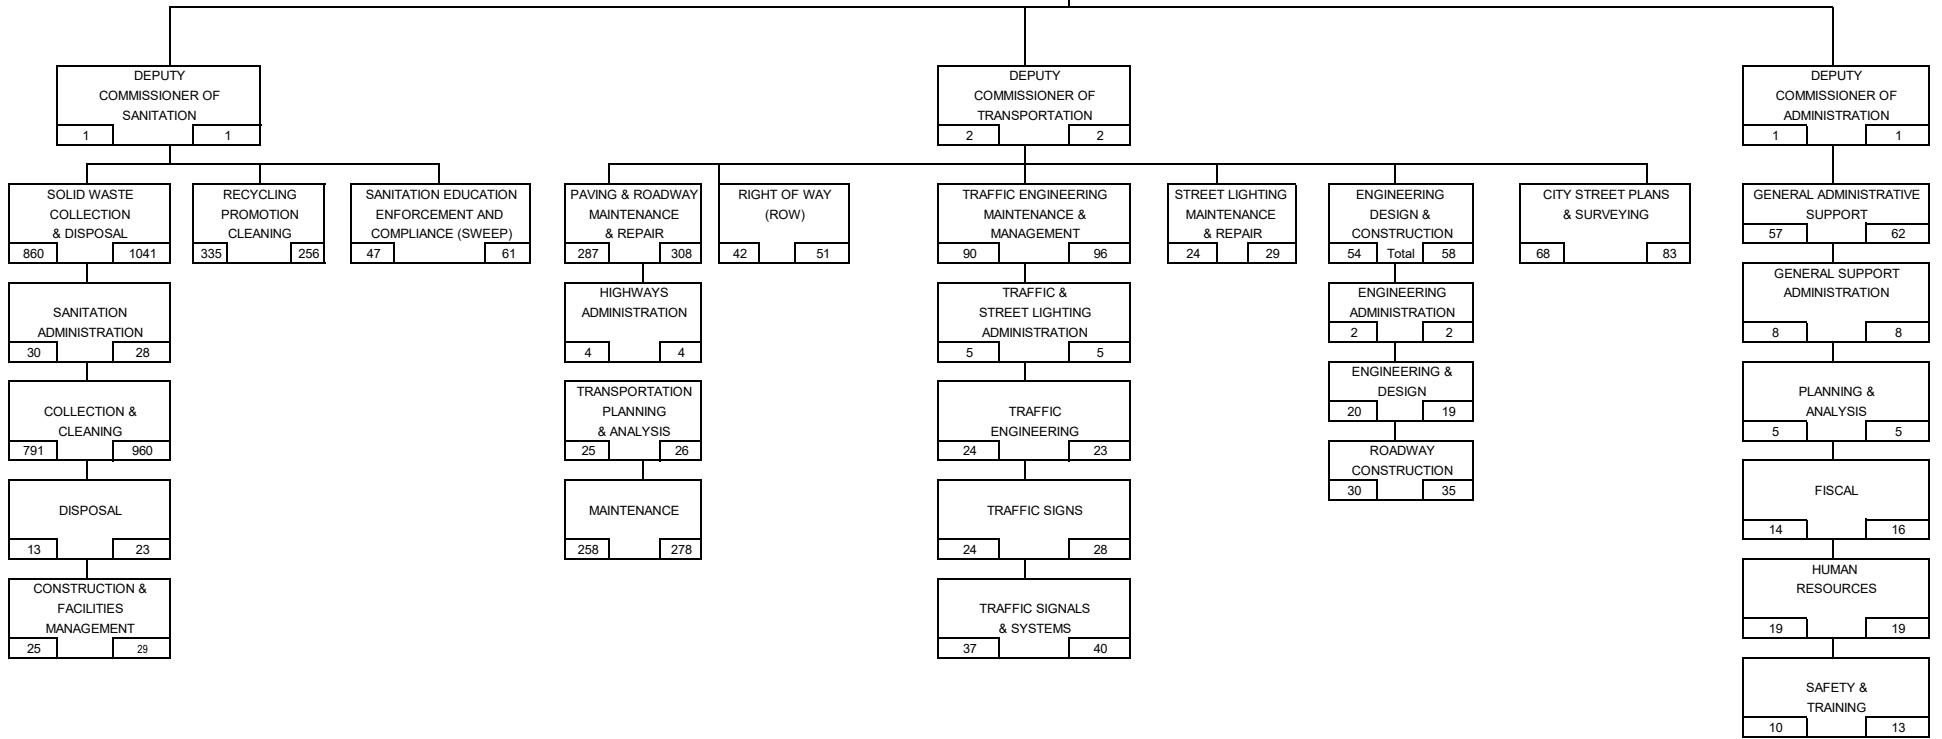 DEPUTY
COMMISSIONER OF
SANITATION
1 1
DEPUTY
COMMISSIONER OF
TRANSPORTATION
2 2
DEPUTY
COMMISSIONER OF
ADMINISTRATION
1 1
SOLID WASTE
COLLECTION
& DISPOSAL
860 1041
RECYCLING
PROMOTION
CLEANING
335 256
SANITATION EDUCATION
ENFORCEMENT AND
COMPLIANCE (SWEEP)
47 61
PAVING & ROADWAY
MAINTENANCE
& REPAIR
287 308
RIGHT OF WAY
(ROW)
42 51
TRAFFIC ENGINEERING
MAINTENANCE &
MANAGEMENT
90 96
STREET LIGHTING
MAINTENANCE
& REPAIR
24 29
ENGINEERING
DESIGN &
CONSTRUCTION
54 Total 58
CITY STREET PLANS
& SURVEYING
68 83
GENERAL ADMINISTRATIVE
SUPPORT
57 62
SANITATION
ADMINISTRATION
30 28
HIGHWAYS
ADMINISTRATION
4 4
TRAFFIC &
STREET LIGHTING
ADMINISTRATION
5 5
ENGINEERING
ADMINISTRATION
2 2
GENERAL SUPPORT
ADMINISTRATION
8 8
COLLECTION &
CLEANING
791 960
TRANSPORTATION
PLANNING
& ANALYSIS
25 26
TRAFFIC
ENGINEERING
24 23
ENGINEERING &
DESIGN
20 19
PLANNING &
ANALYSIS
5 5
DISPOSAL
13 23
MAINTENANCE
258 278
TRAFFIC SIGNS
24 28
ROADWAY
CONSTRUCTION
30 35
FISCAL
14 16
CONSTRUCTION &
FACILITIES
MANAGEMENT
25 29
TRAFFIC SIGNALS
& SYSTEMS
37 40
HUMAN
RESOURCES
19 19
SAFETY &
TRAINING
10 13